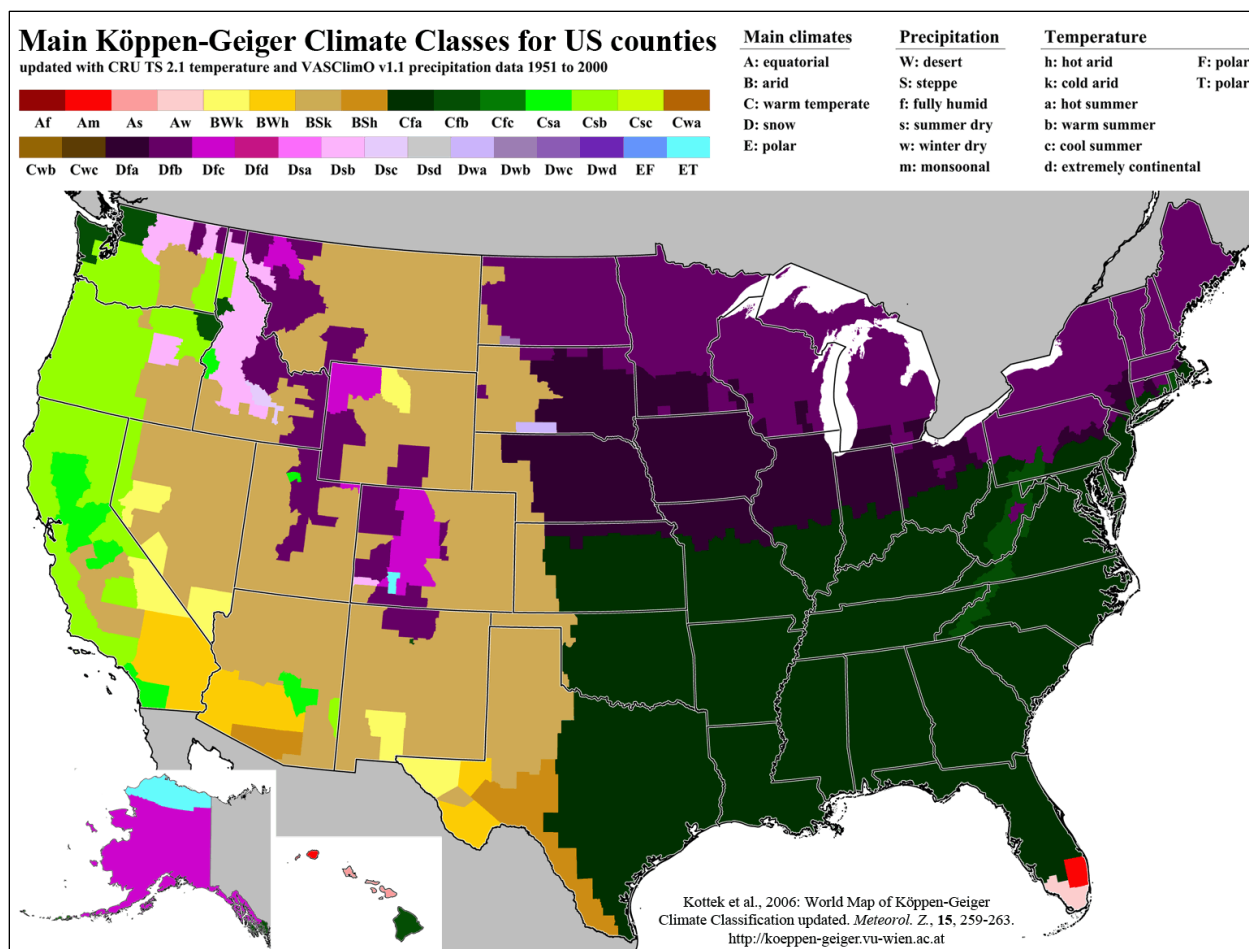 Main Köppen-Geiger Climate Classes for US counties
updated with CRU TS 2.1 temperature and VASClimO v1.1 precipitation data 1951 to 2000
Af Am As Aw BWk BWh BSk BSh Cfa Cfb Cfc Csa Csb Csc Cwa
Cwb Cwc Dfa Dfb Dfc Dfd Dsa Dsb Dsc Dsd Dwa Dwb Dwc Dwd EF ET
Main climates
A: equatorial
B: arid
C: warm temperate
D: snow
E: polar
Precipitation
W: desert
S: steppe
f: fully humid
s: summer dry
w: winter dry
m: monsoonal
Temperature
h: hot arid
k: cold arid
a: hot summer
b: warm summer
c: cool summer
d: extremely continental
F: polar
T: polar
Kottek et al., 2006: World Map of Köppen-Geiger
Climate Classification updated. Meteorol. Z., 15, 259-263.
http://koeppen-geiger.vu-wien.ac.at